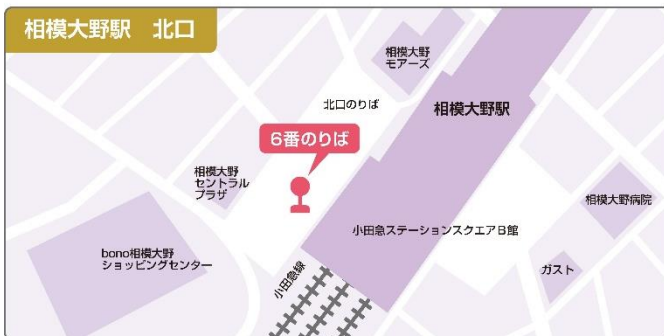 相模大野駅　北口
相模大野
モアーズ
北口のりば
相模大野駅
6番のりば
相模大野
セントラル
プラザ
相模大野病院
小田急ステーションスクエアB館
bono相模大野
ショッピングセンター
小田急線
ガスト